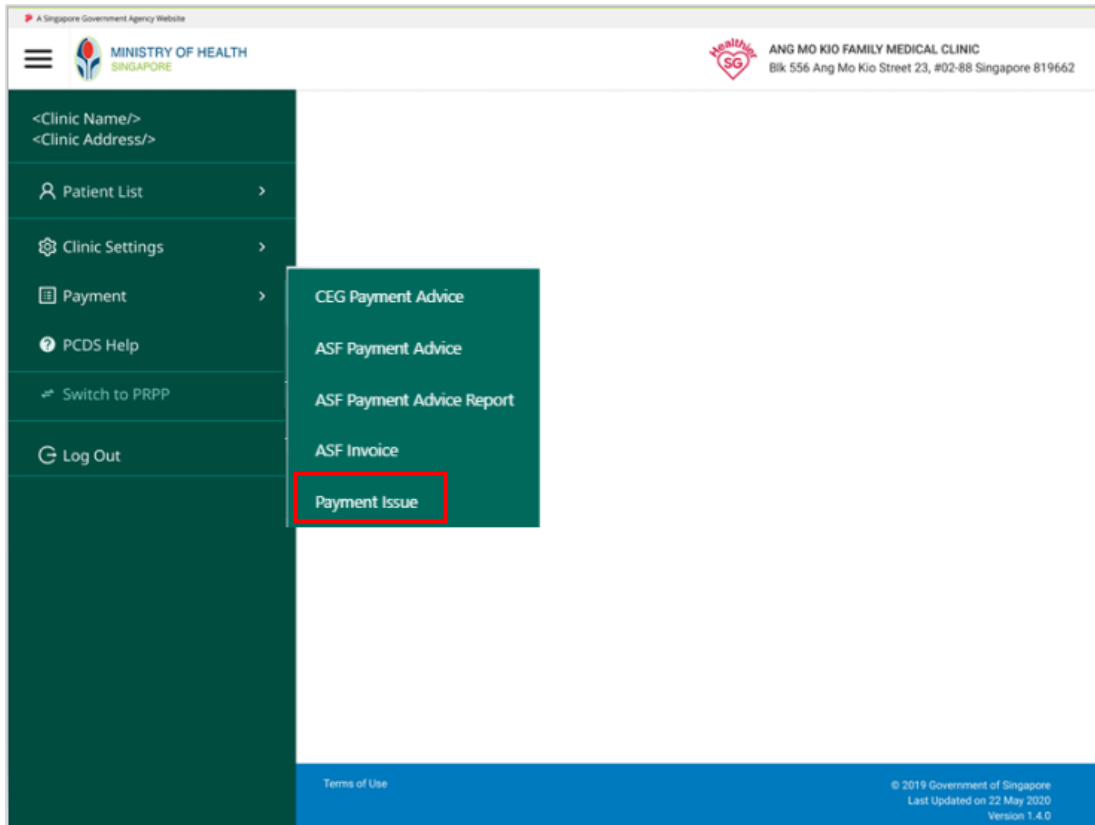 A Singapore Government Agency Website
MINISTRY OF HEALTH
SINGAPORE
Healthier
SG
ANG MO KIO FAMILY MEDICAL CLINIC
Blk 556 Ang Mo Kio Street 23, #02-88 Singapore 819662
<Clinic Name/>
<Clinic Address/>
Patient List
Clinic Settings
Payment
PCDS Help
Switch to PRPP
Log Out
CEG Payment Advice
ASF Payment Advice
ASF Payment Advice Report
ASF Invoice
Payment Issue
Terms of Use
© 2019 Government of Singapore
Last Updated on 22 May 2020
Version 1.4.0